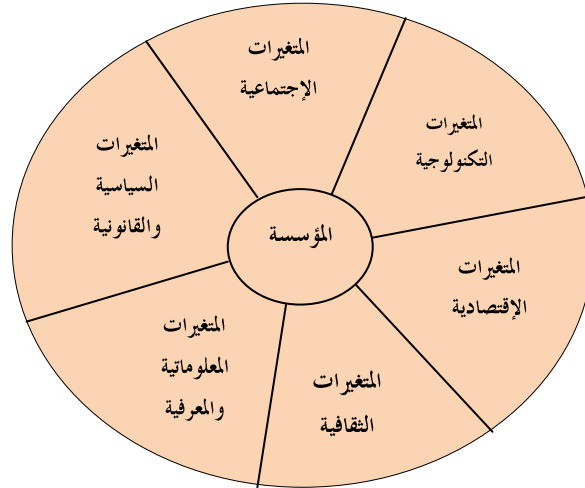 المتغيرات
الإجتماعية
المتغيرات
التكنولوجية
المتغيرات
السياسية
والقانونية
المؤسسة
المتغيرات
الإقتصادية
المتغيرات
المعلوماتية
والمعرفية
المتغيرات
الثقافية